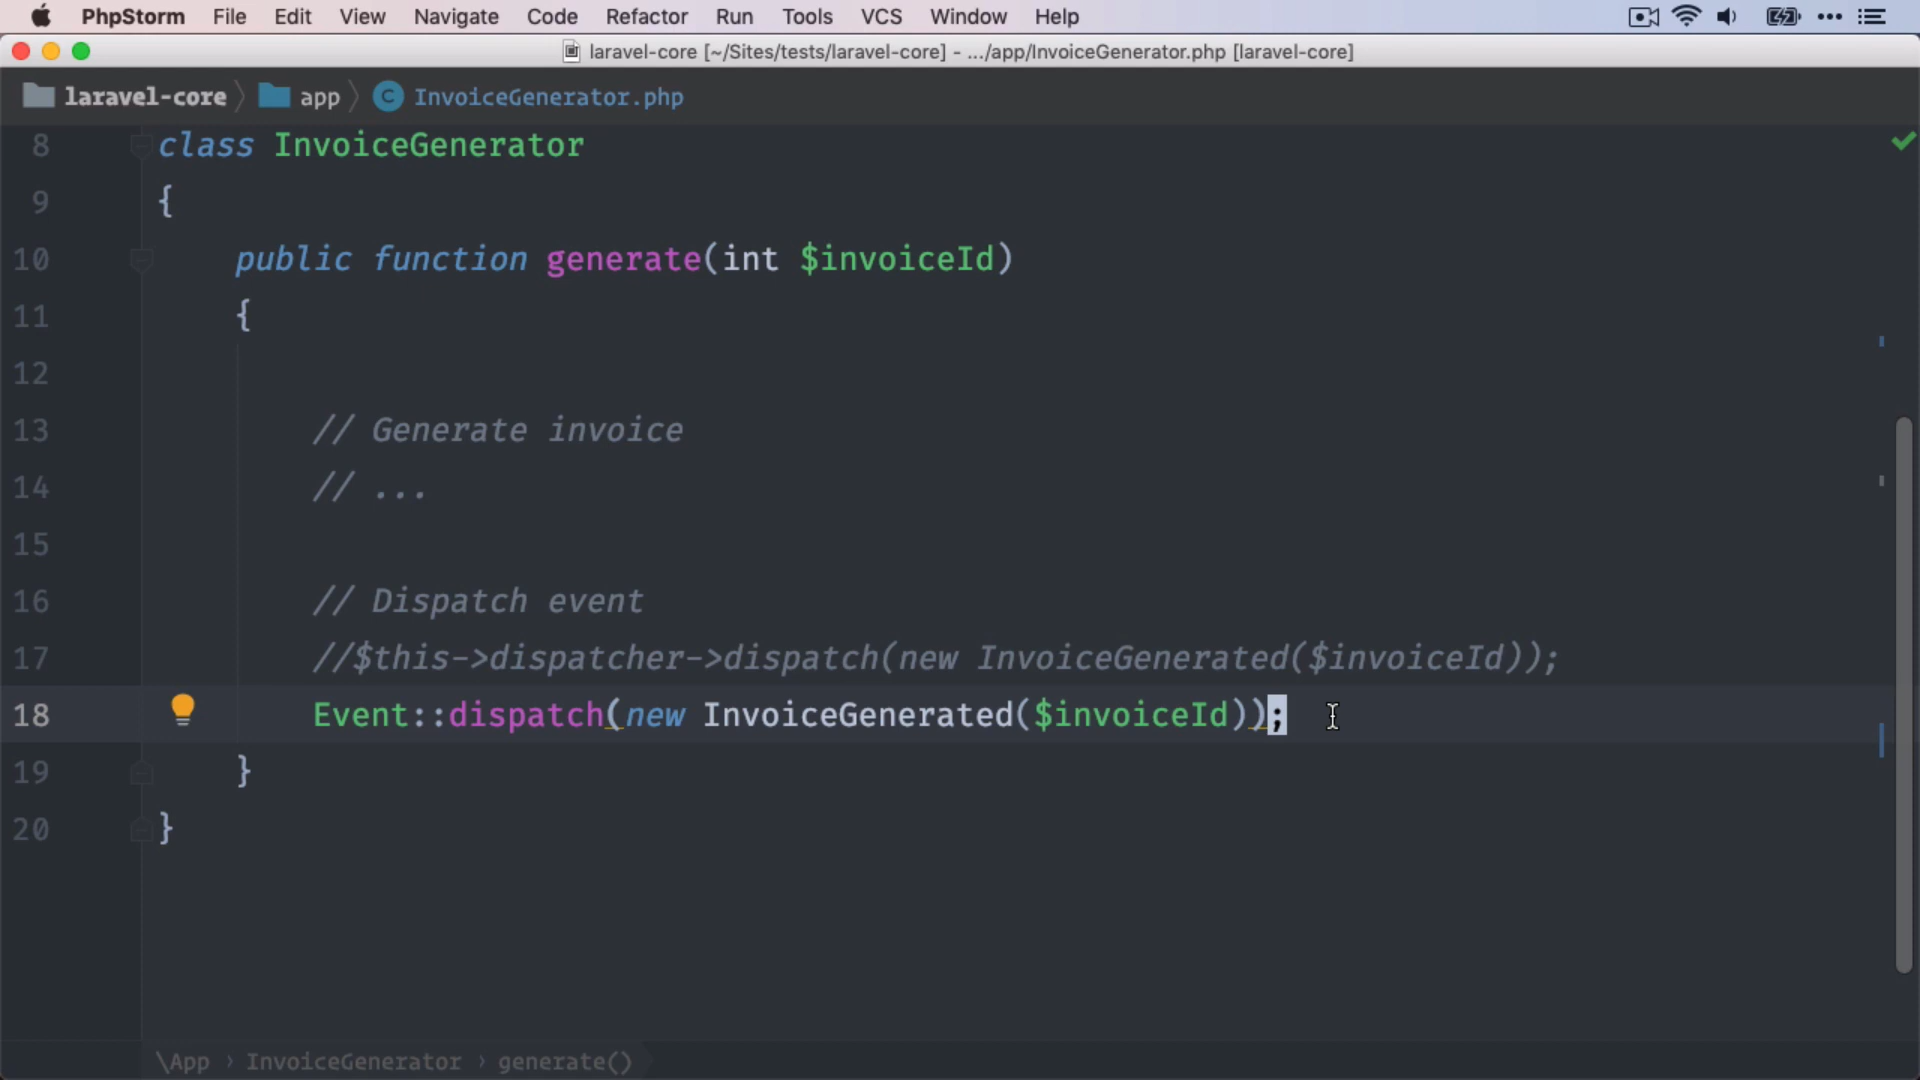 PhpStorm File Edit View Navigate Code Refactor Run Tools VCS Window Help
laravel-core [~/Sites/tests/laravel-core] - .../app/InvoiceGenerator.php [laravel-core]
laravel-core app C InvoiceGenerator.php
8 class InvoiceGenerator
9 {
10 public function generate(int $invoiceId)
11 {
12
13 // Generate invoice
14 // ...
15
16 // Dispatch event
17 //$this->dispatcher->dispatch(new InvoiceGenerated($invoiceId));
18 Event::dispatch(new InvoiceGenerated($invoiceId));
19 }
20 }
\App › InvoiceGenerator › generate()